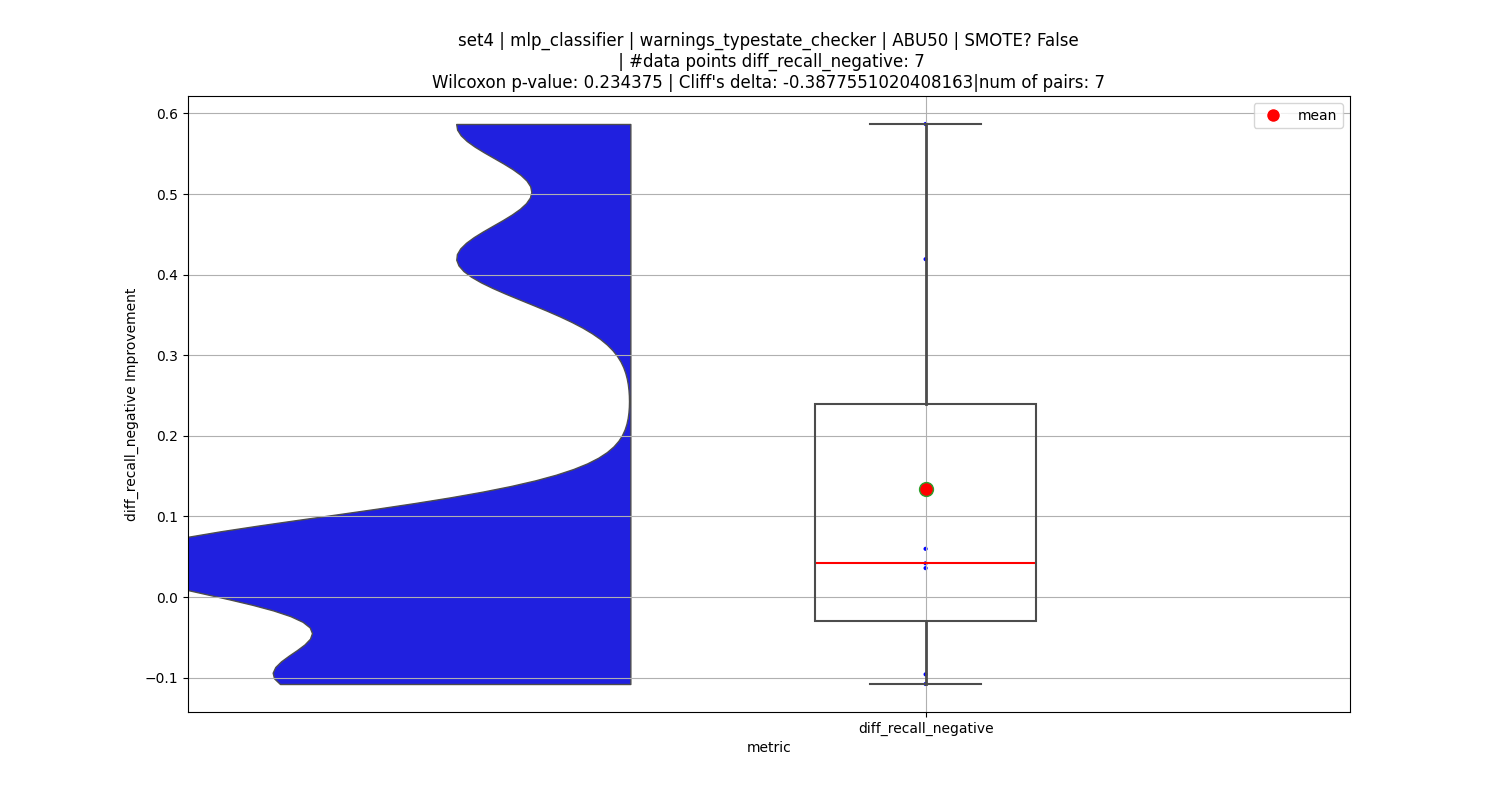 set4 | mlp_classifier | warnings_typestate_checker | ABU50 | SMOTE? False
| #data points diff_recall_negative: 7
Wilcoxon p-value: 0.234375 | Cliff's delta: -0.3877551020408163|num of pairs: 7
mean
0.6
0.5
0.4
0.3
0.2
0.1
0.0
−0.1
diff_recall_negative Improvement
diff_recall_negative
metric